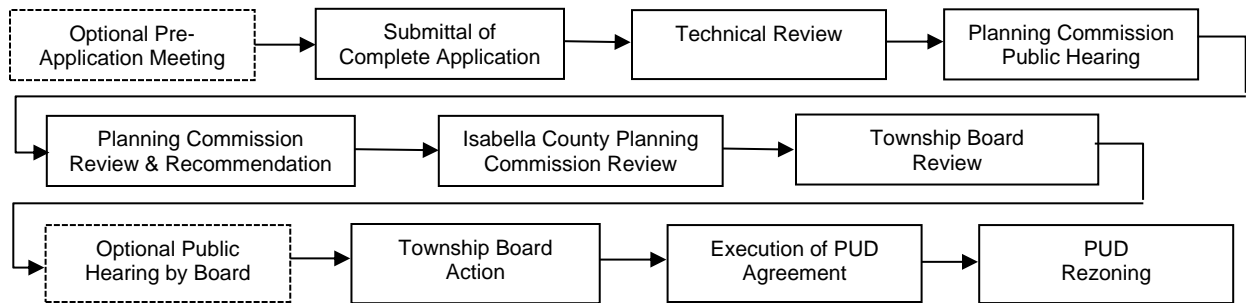 Optional Pre-
Application Meeting
Submittal of
Complete Application
Technical Review
Planning Commission
Public Hearing
Planning Commission
Review & Recommendation
Isabella County Planning
Commission Review
Township Board
Review
Optional Public
Hearing by Board
Township Board
Action
Execution of PUD
Agreement
PUD
Rezoning